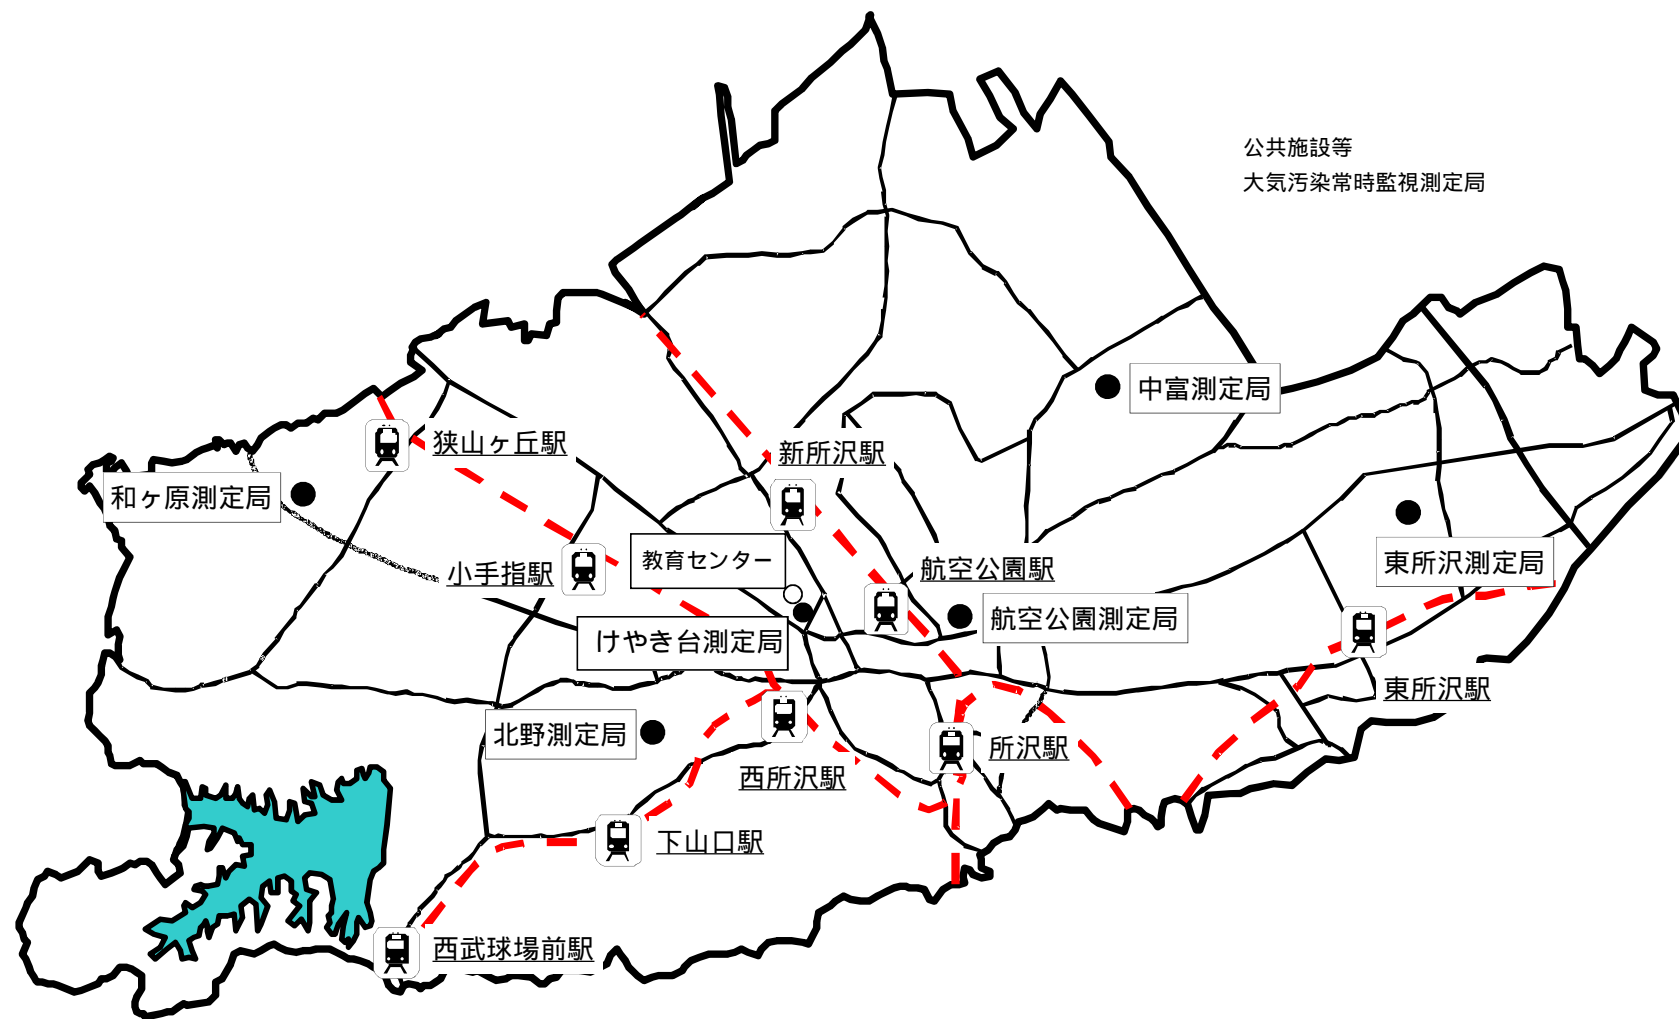 公共施設等
大気汚染常時監視測定局
中富測定局
狭山ヶ丘駅
新所沢駅
和ヶ原測定局
教育センター
小手指駅
航空公園駅
東所沢測定局
航空公園測定局
けやき台測定局
東所沢駅
北野測定局
所沢駅
西所沢駅
下山口駅
西武球場前駅